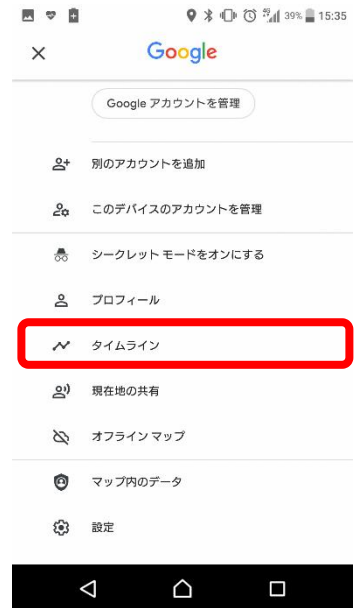 39% 15:35
Google
Google アカウントを管理
別のアカウントを追加
このデバイスのアカウントを管理
シークレット モードをオンにする
プロフィール
タイムライン
現在地の共有
オフライン マップ
マップ内のデータ
設定